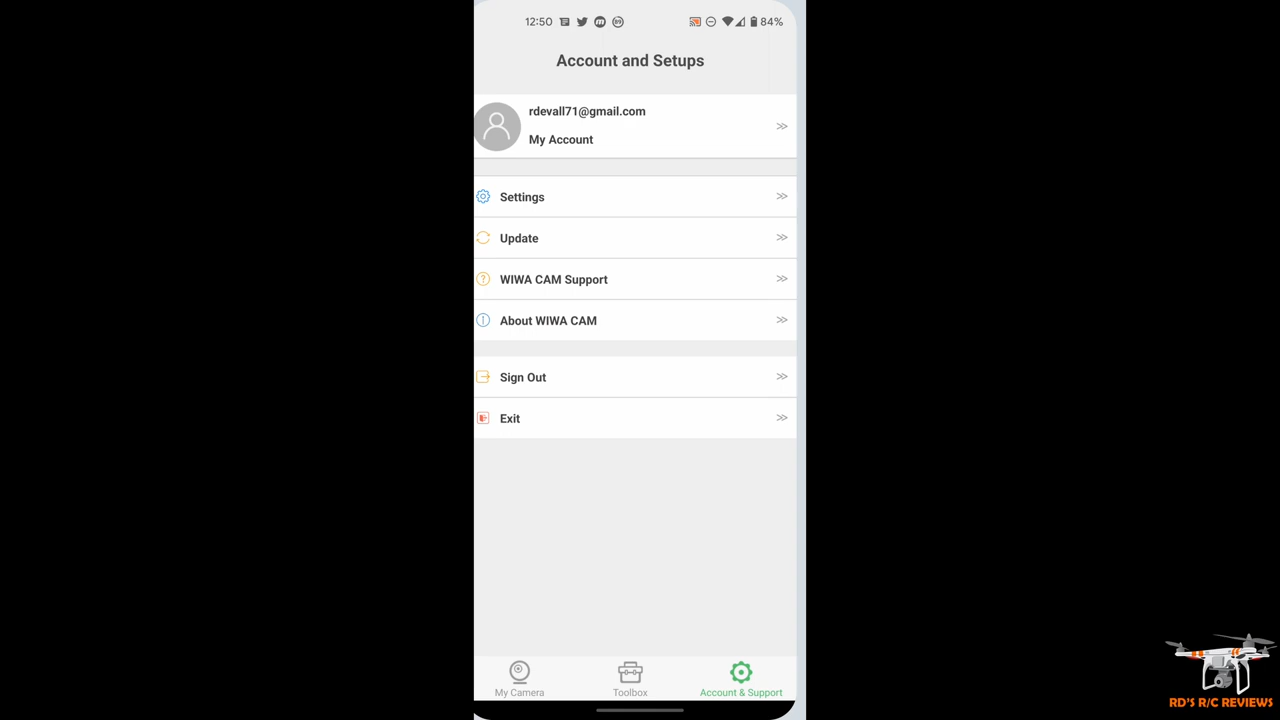 12:50
84%
Account and Setups
rdevall71@gmail.com
My Account
Settings
Update
WIWA CAM Support
About WIWA CAM
Sign Out
Exit
My Camera
Toolbox
Account & Support
RD'S R/C REVIEWS